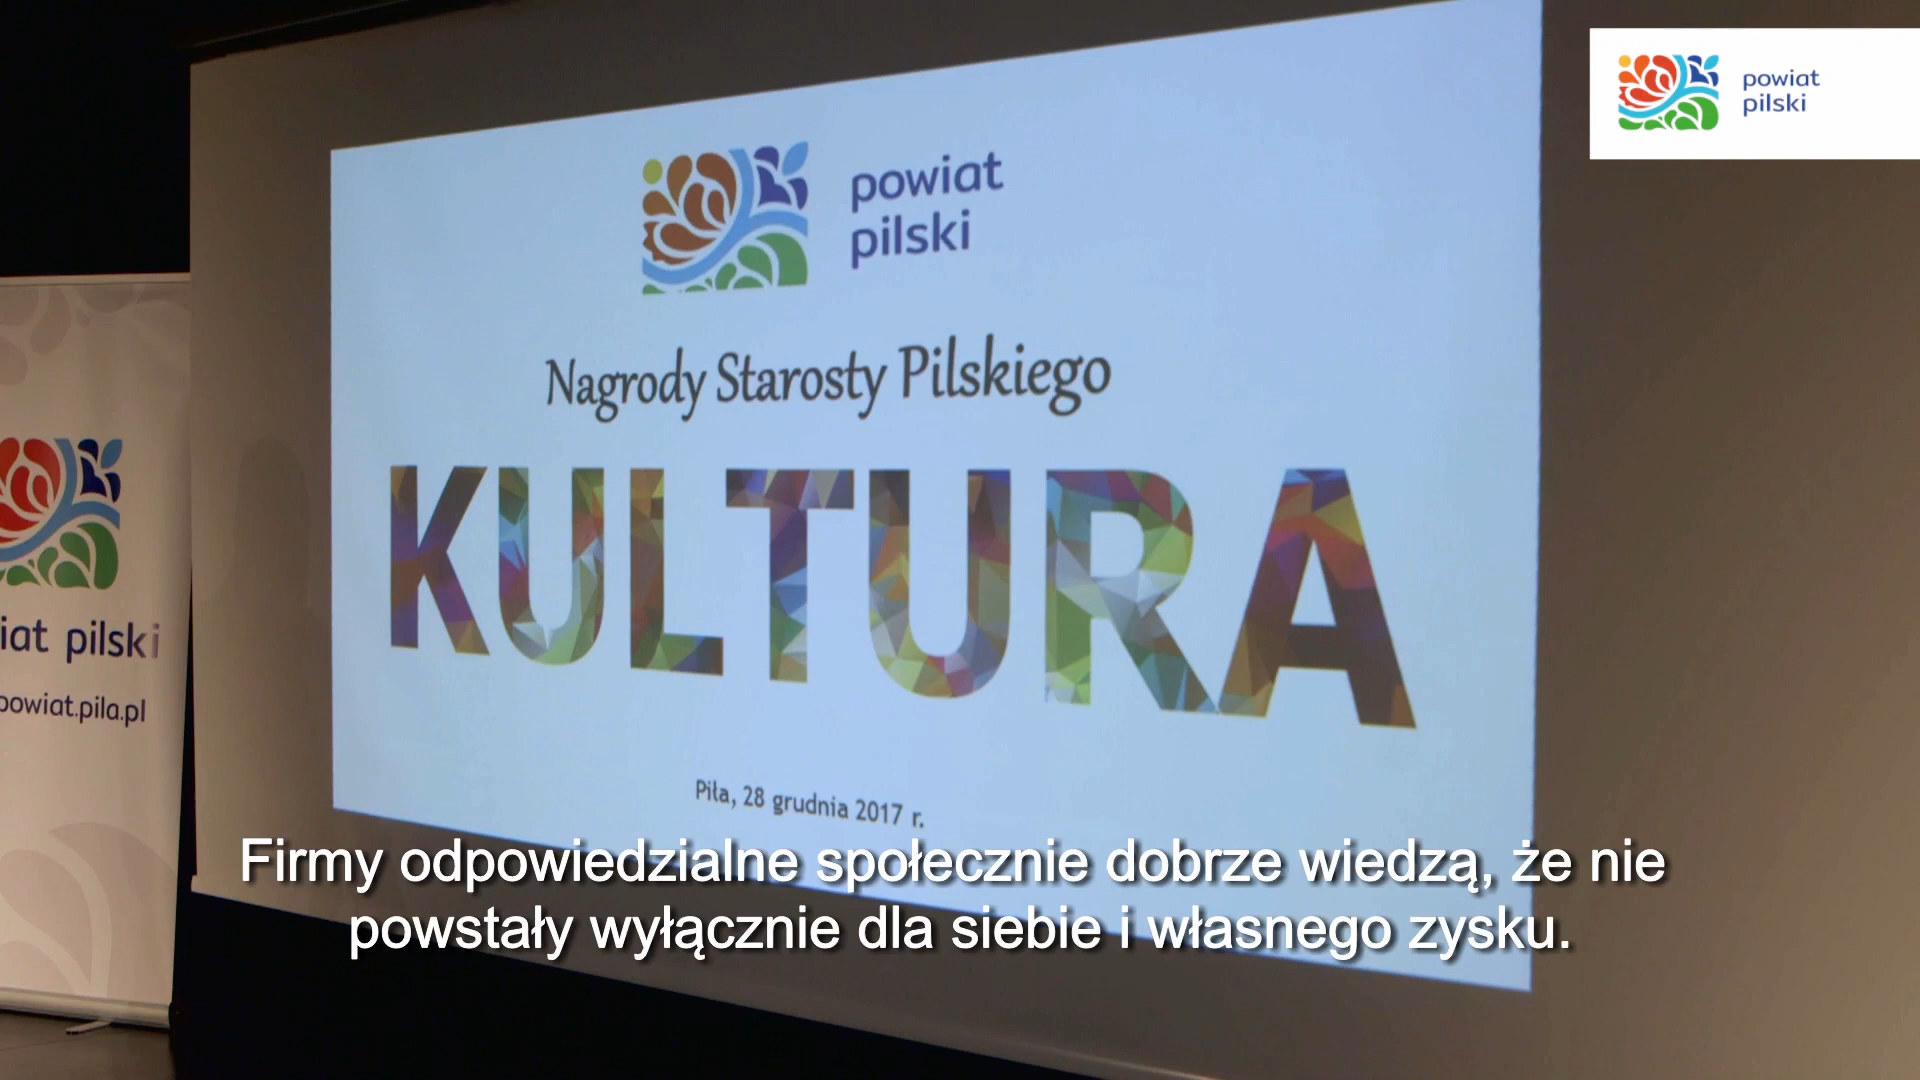 powiat
pilski
powiat
pilski
Nagrody Starosty Pilskiego
KULTURA
Piła, 28 grudnia 2017 r.
iat pilski
powiat.pila.pl
Firmy odpowiedzialne społecznie dobrze wiedzą, że nie
powstały wyłącznie dla siebie i własnego zysku.